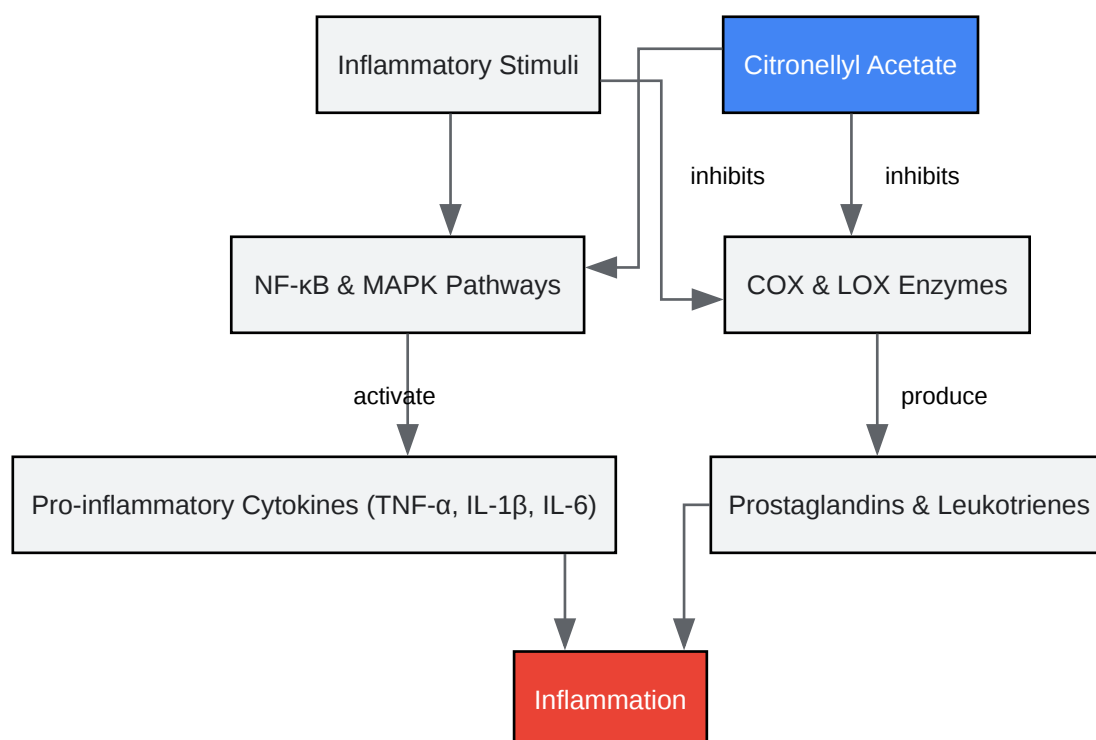 Inflammatory Stimuli
Citronellyl Acetate
inhibits
inhibits
NF-κB & MAPK Pathways
COX & LOX Enzymes
activate
produce
Pro-inflammatory Cytokines (TNF-α, IL-1β, IL-6)
Prostaglandins & Leukotrienes
Inflammation